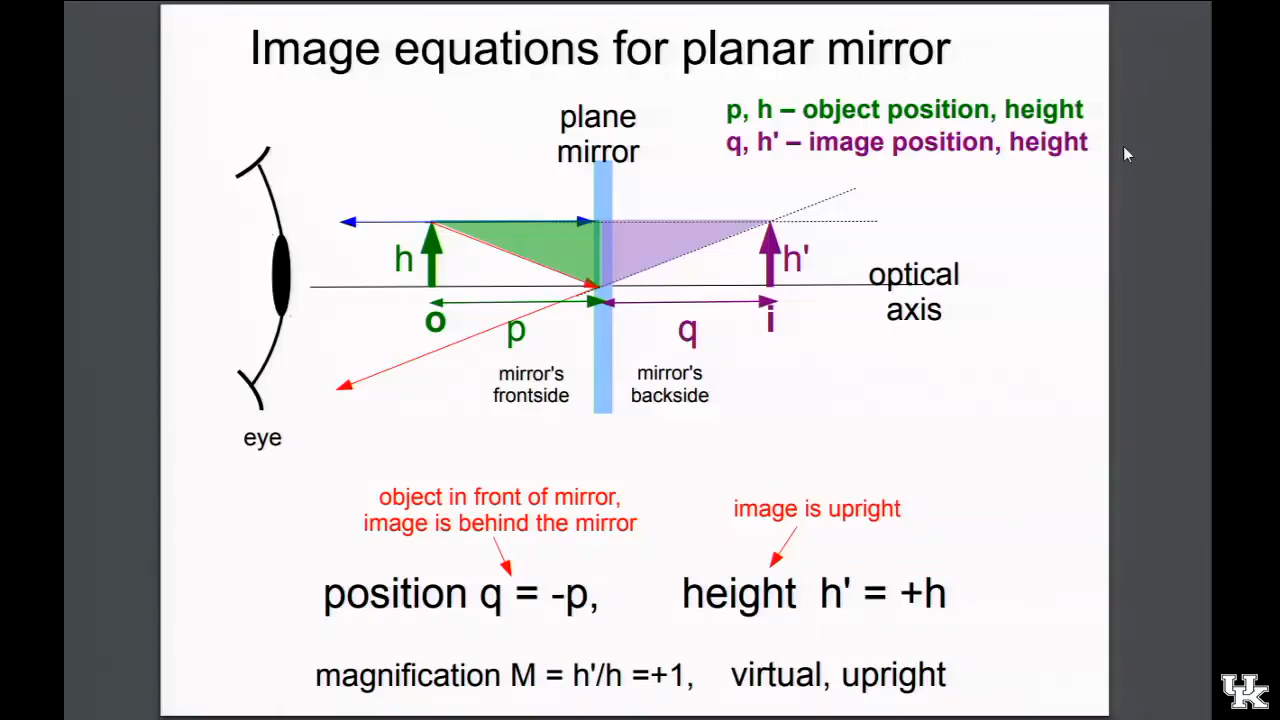 Image equations for planar mirror
plane
mirror
p, h – object position, height
q, h' – image position, height
h
h'
optical
axis
o
p
q
i
mirror's
frontside
mirror's
backside
eye
object in front of mirror,
image is behind the mirror
image is upright
position q = -p,
height h' = +h
magnification M = h'/h =+1,
virtual, upright
UK